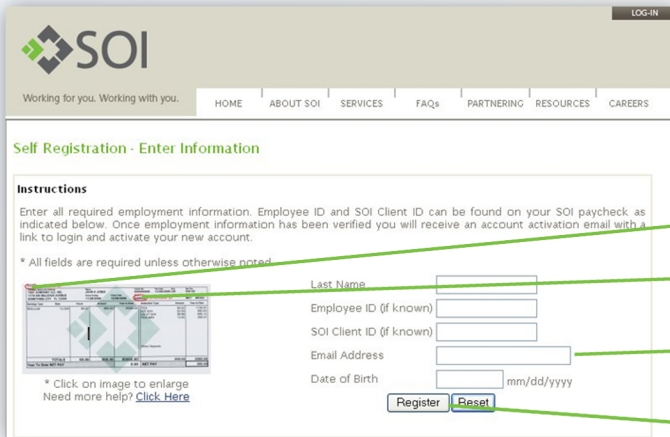 LOG-IN
SOI
Working for you. Working with you.
HOME ABOUT SOI SERVICES FAQs PARTNERING RESOURCES CAREERS
Self Registration - Enter Information
Instructions
Enter all required employment information. Employee ID and SOI Client ID can be found on your SOI paycheck as
indicated below. Once employment information has been verified you will receive an account activation email with a
link to login and activate your new account.
* All fields are required unless otherwise noted
Last Name
Employee ID (if known)
SOI Client ID (if known)
Email Address
Date of Birth mm/dd/yyyy
* Click on image to enlarge
Need more help? Click Here
Register Reset